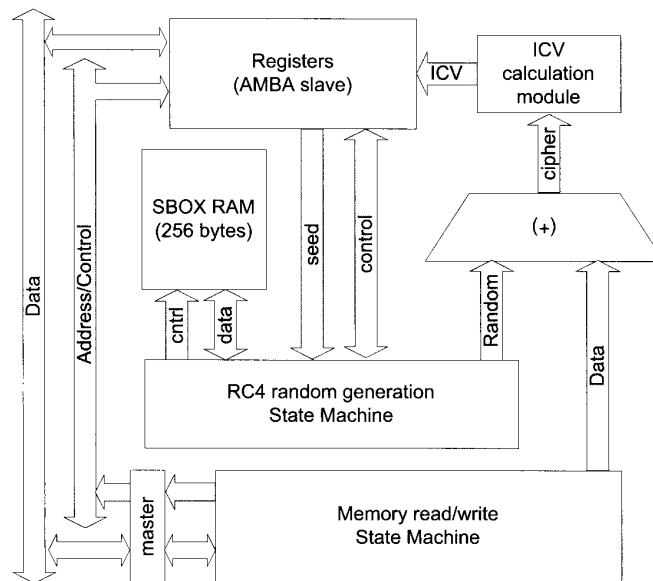 Registers
(AMBA slave)
ICV
ICV
calculation
module
cipher
SBOX RAM
(256 bytes)
(+)
seed
control
Data
Address/Control
cntrl
data
Random
Data
RC4 random generation
State Machine
master
Memory read/write
State Machine